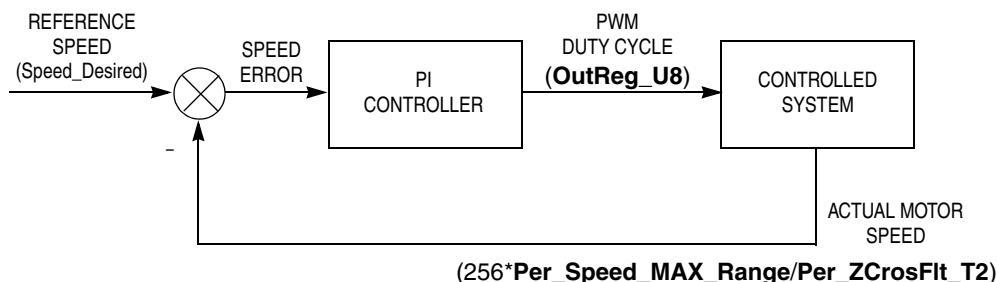 REFERENCE
SPEED
(Speed_Desired)
SPEED
ERROR
PI
CONTROLLER
PWM
DUTY CYCLE
(OutReg_U8)
CONTROLLED
SYSTEM
–
ACTUAL MOTOR
SPEED
(256*Per_Speed_MAX_Range/Per_ZCrosFlt_T2)